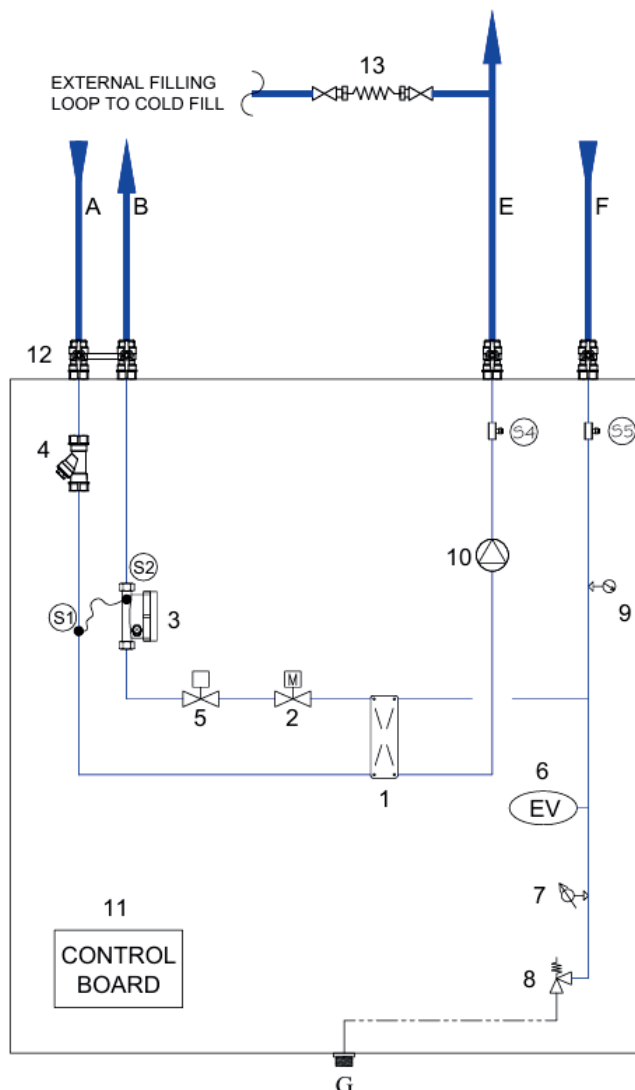 13
EXTERNAL FILLING
LOOP TO COLD FILL
A
B
E
F
12
4
S4
S5
10
S2
S1
3
9
M
5
2
1
6
EV
7
11
CONTROL
BOARD
8
G